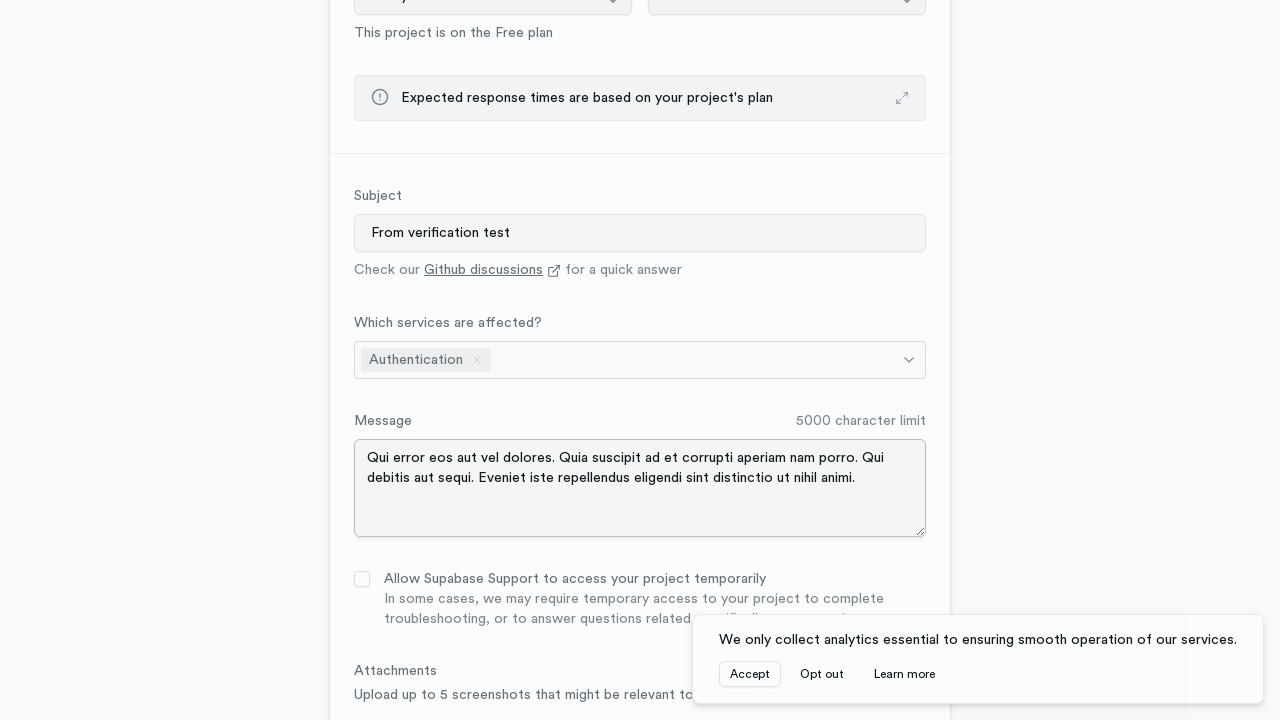 This project is on the Free plan
Expected response times are based on your project's plan
Subject
From verification test
Check our Github discussions for a quick answer
Which services are affected?
Authentication
Message
5000 character limit
Qui error eos aut vel dolores. Quia suscipit ad et corrupti aperiam nam porro. Qui
debitis aut sequi. Eveniet iste repellendus eligendi sint distinctio ut nihil animi.
Allow Supabase Support to access your project temporarily
In some cases, we may require temporary access to your project to complete
troubleshooting, or to answer questions related
We only collect analytics essential to ensuring smooth operation of our services.
Accept
Opt out
Learn more
Attachments
Upload up to 5 screenshots that might be relevant to